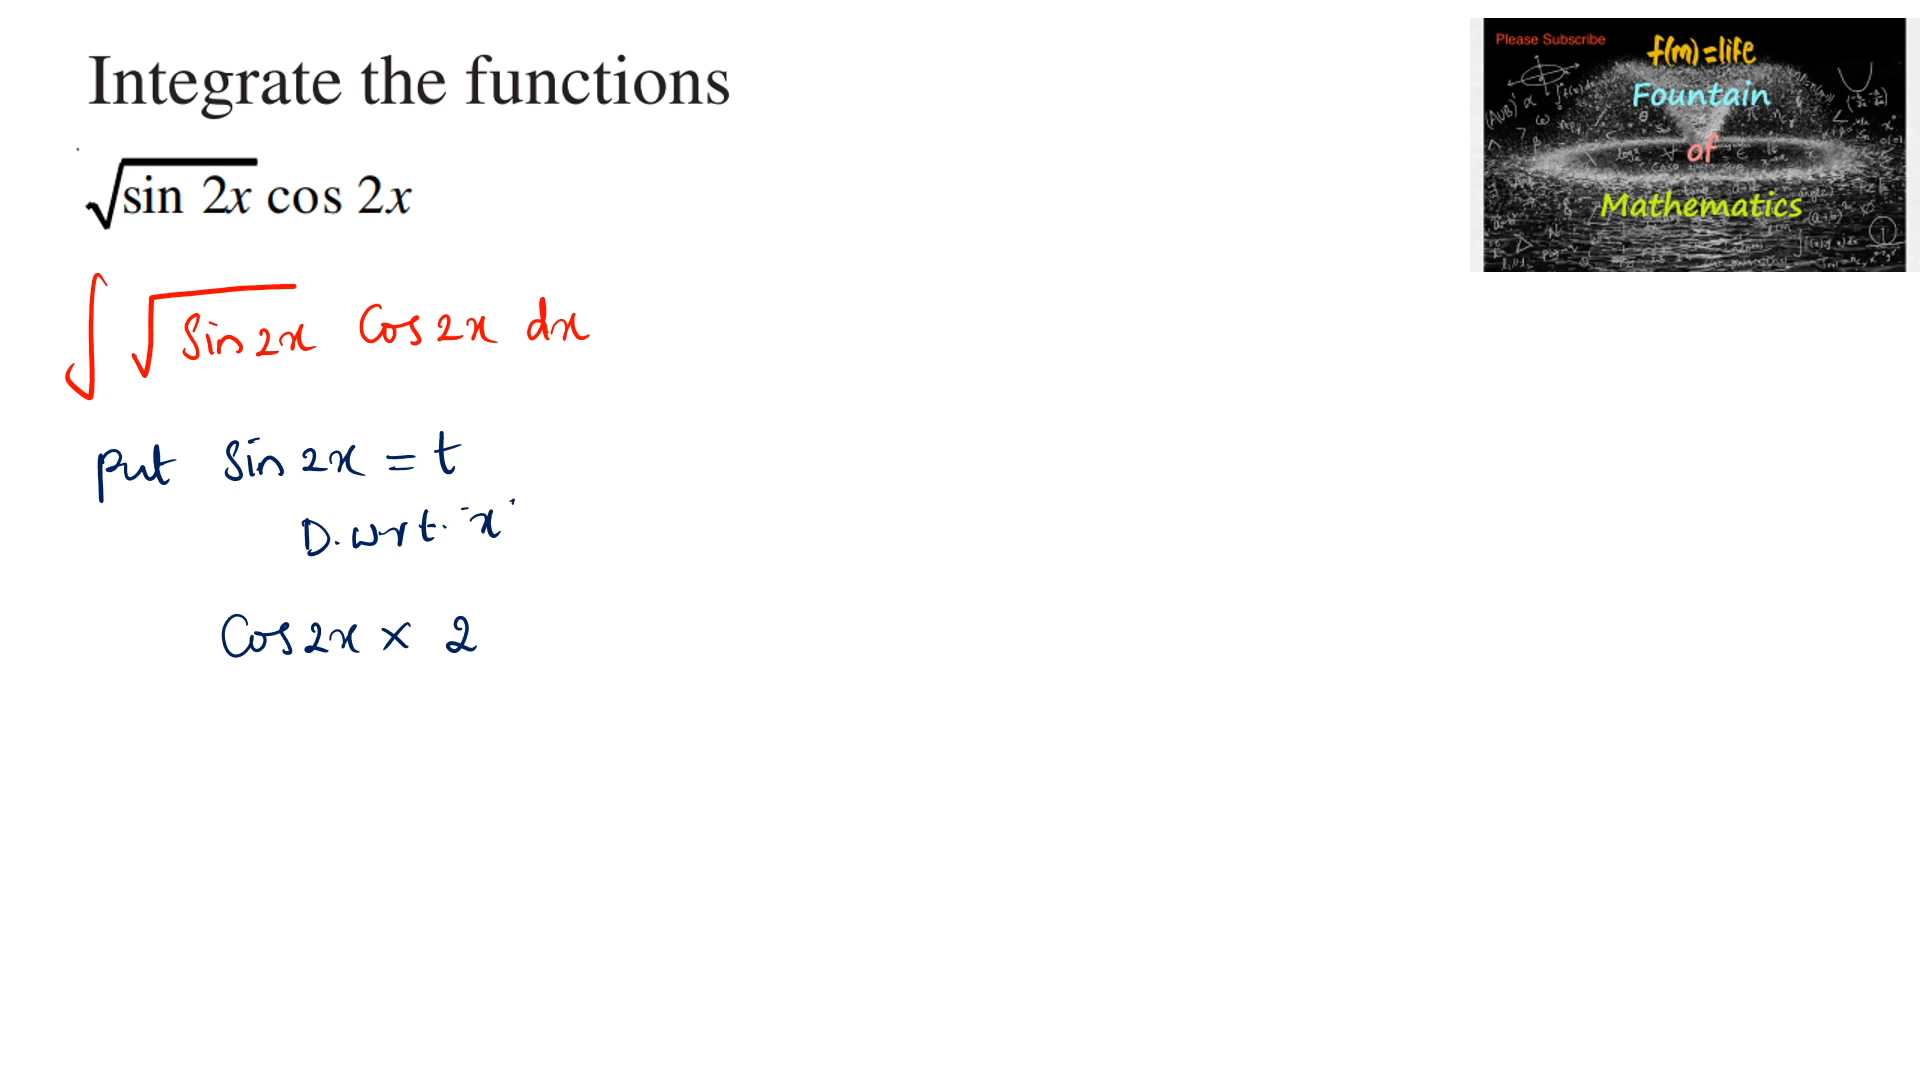 Integrate the functions
√sin 2x cos 2x
∫ √Sin 2x Cos 2x dx
put Sin 2x = t
D. wrt. "x"
Cos 2x × 2
Please Subscribe
f(m)=life
Fountain
of
Mathematics